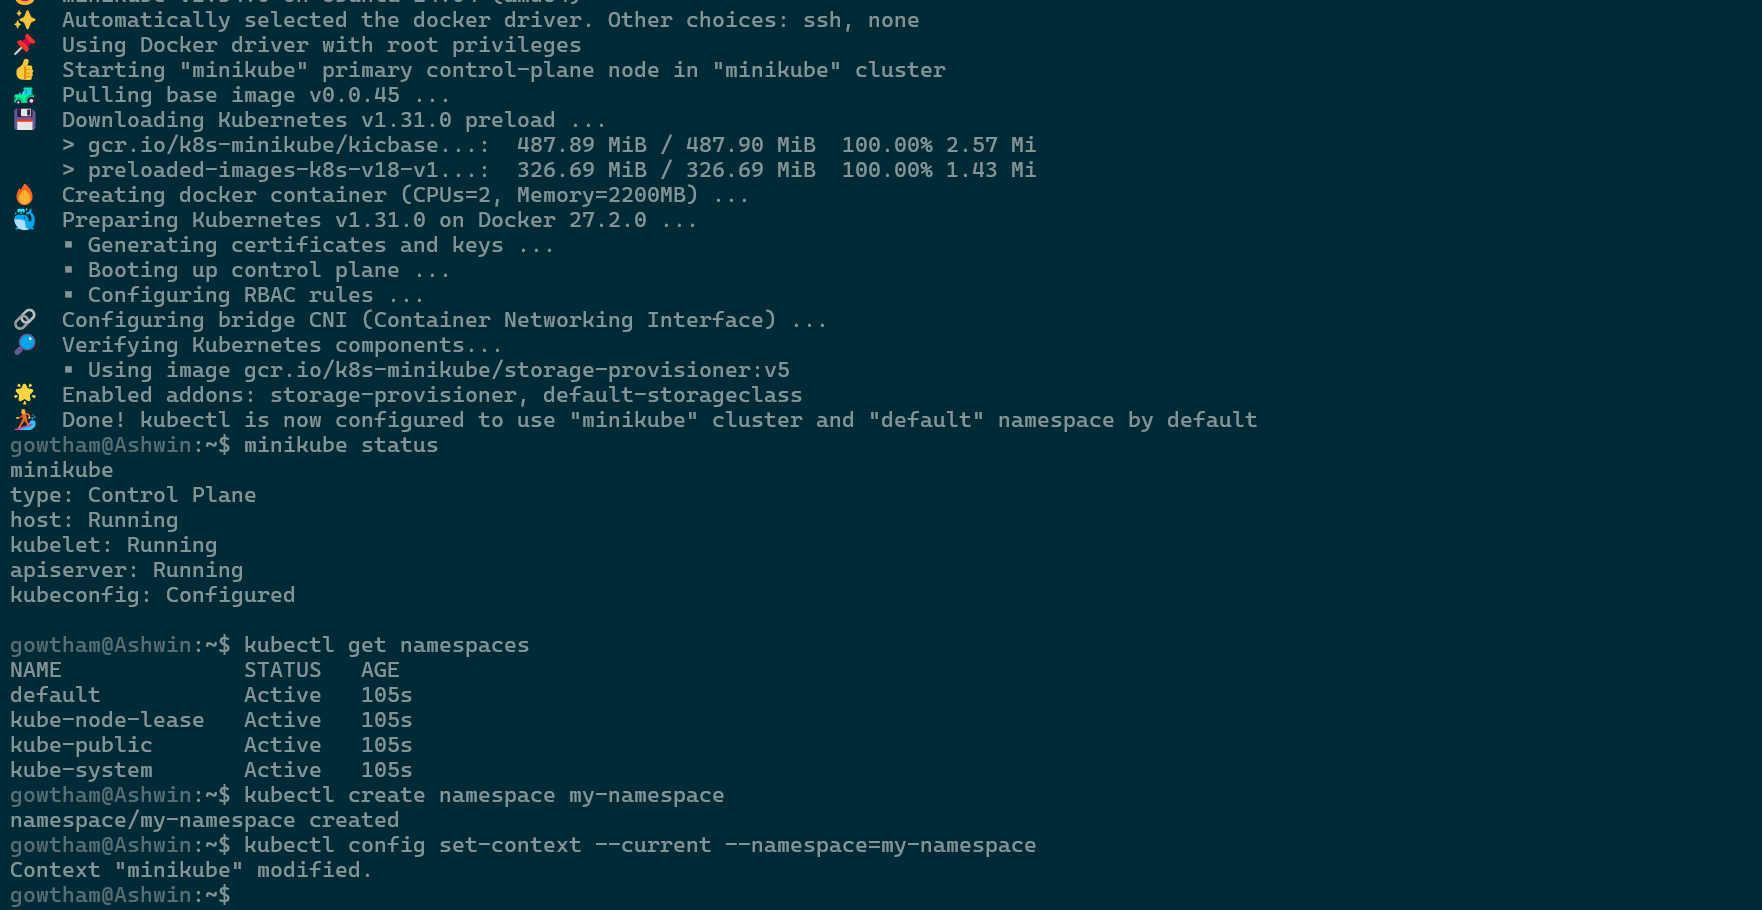 Automatically selected the docker driver. Other choices: ssh, none
Using Docker driver with root privileges
Starting "minikube" primary control-plane node in "minikube" cluster
Pulling base image v0.0.45 ...
Downloading Kubernetes v1.31.0 preload ...
> gcr.io/k8s-minikube/kicbase...:  487.89 MiB / 487.90 MiB  100.00% 2.57 Mi
> preloaded-images-k8s-v18-v1...:  326.69 MiB / 326.69 MiB  100.00% 1.43 Mi
Creating docker container (CPUs=2, Memory=2200MB) ...
Preparing Kubernetes v1.31.0 on Docker 27.2.0 ...
▪ Generating certificates and keys ...
▪ Booting up control plane ...
▪ Configuring RBAC rules ...
Configuring bridge CNI (Container Networking Interface) ...
Verifying Kubernetes components...
▪ Using image gcr.io/k8s-minikube/storage-provisioner:v5
Enabled addons: storage-provisioner, default-storageclass
Done! kubectl is now configured to use "minikube" cluster and "default" namespace by default
gowtham@Ashwin:~$ minikube status
minikube
type: Control Plane
host: Running
kubelet: Running
apiserver: Running
kubeconfig: Configured
gowtham@Ashwin:~$ kubectl get namespaces
NAME              STATUS   AGE
default           Active   105s
kube-node-lease   Active   105s
kube-public       Active   105s
kube-system       Active   105s
gowtham@Ashwin:~$ kubectl create namespace my-namespace
namespace/my-namespace created
gowtham@Ashwin:~$ kubectl config set-context --current --namespace=my-namespace
Context "minikube" modified.
gowtham@Ashwin:~$